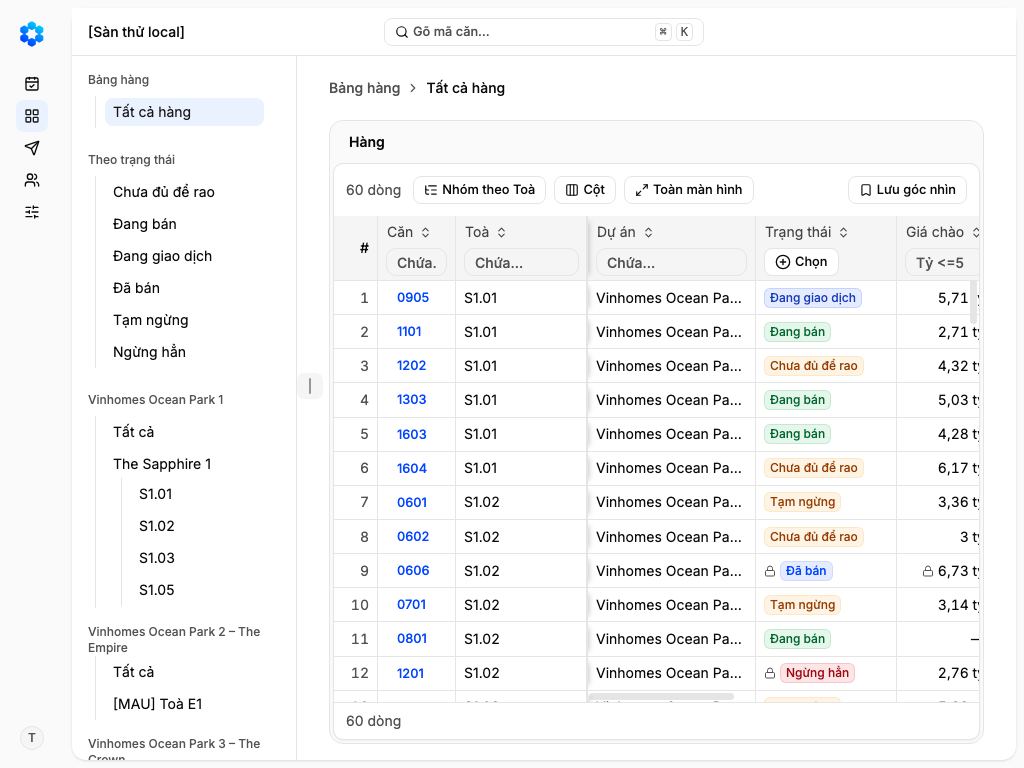 [Sàn thử local]
Gõ mã căn...
⌘ K
Bảng hàng
Tất cả hàng
Theo trạng thái
Chưa đủ để rao
Đang bán
Đang giao dịch
Đã bán
Tạm ngừng
Ngừng hẳn
Vinhomes Ocean Park 1
Tất cả
The Sapphire 1
S1.01
S1.02
S1.03
S1.05
Vinhomes Ocean Park 2 – The
Empire
Tất cả
[MAU] Toà E1
Vinhomes Ocean Park 3 – The
Crown
T
Bảng hàng > Tất cả hàng
Hàng
60 dòng Nhóm theo Toà Cột Toàn màn hình Lưu góc nhìn
# Căn Toà Dự án Trạng thái Giá chào
Chứa. Chứa... Chứa... Chọn Tỷ <=5
1 0905 S1.01 Vinhomes Ocean Pa... Đang giao dịch 5,71
2 1101 S1.01 Vinhomes Ocean Pa... Đang bán 2,71 tỷ
3 1202 S1.01 Vinhomes Ocean Pa... Chưa đủ để rao 4,32 tỷ
4 1303 S1.01 Vinhomes Ocean Pa... Đang bán 5,03 tỷ
5 1603 S1.01 Vinhomes Ocean Pa... Đang bán 4,28 tỷ
6 1604 S1.01 Vinhomes Ocean Pa... Chưa đủ để rao 6,17 tỷ
7 0601 S1.02 Vinhomes Ocean Pa... Tạm ngừng 3,36 tỷ
8 0602 S1.02 Vinhomes Ocean Pa... Chưa đủ để rao 3 tỷ
9 0606 S1.02 Vinhomes Ocean Pa... Đã bán 6,73 tỷ
10 0701 S1.02 Vinhomes Ocean Pa... Tạm ngừng 3,14 tỷ
11 0801 S1.02 Vinhomes Ocean Pa... Đang bán –
12 1201 S1.02 Vinhomes Ocean Pa... Ngừng hẳn 2,76 tỷ
60 dòng